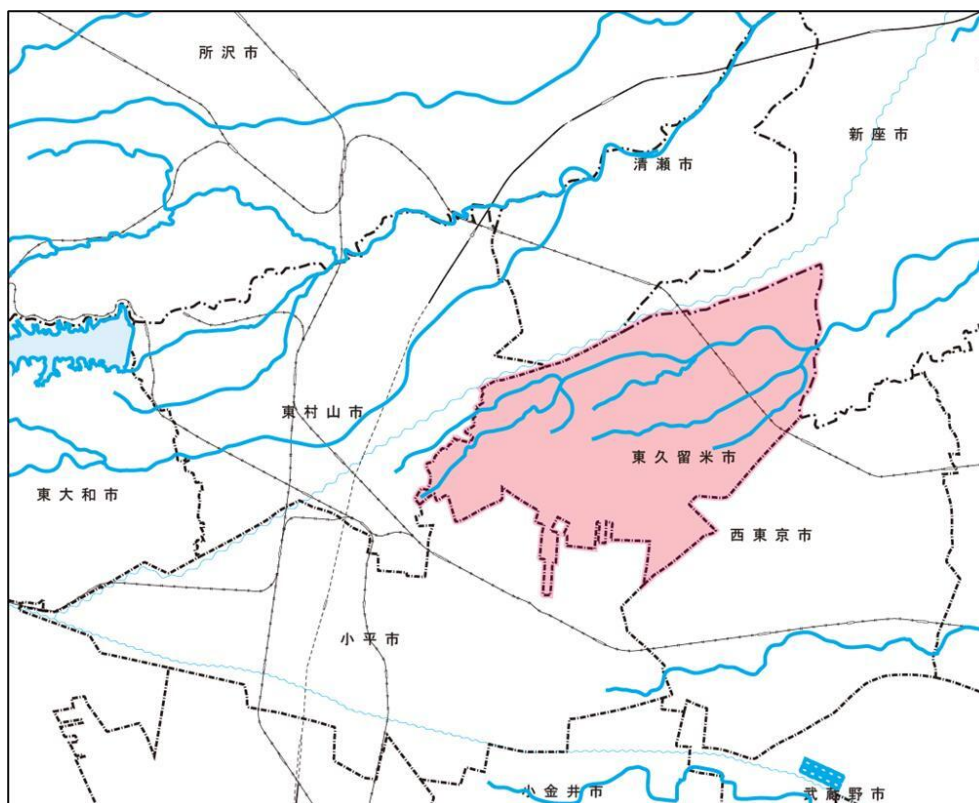 所沢市
新座市
清瀬市
東村山市
東久留米市
東大和市
西東京市
小平市
小金井市
武蔵野市